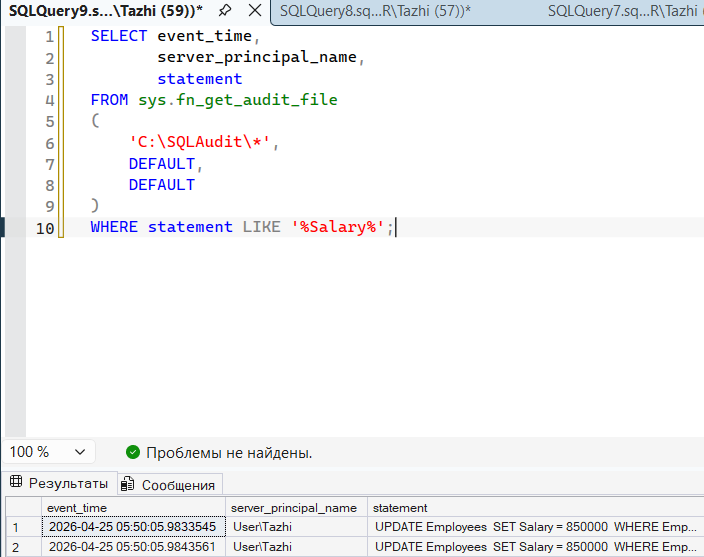 SQLQuery9.s...\Tazhi (59))*
SQLQuery8.sq...R\Tazhi (57))*
SQLQuery7.sq...R\Tazhi (
1 SELECT event_time,
2 server_principal_name,
3 statement
4 FROM sys.fn_get_audit_file
5 (
6 'C:\SQLAudit\*',
7 DEFAULT,
8 DEFAULT
9 )
10 WHERE statement LIKE '%Salary%';
100 %
Проблемы не найдены.
Результаты Сообщения
event_time server_principal_name statement
1 2026-04-25 05:50:05.9833545 User\Tazhi UPDATE Employees SET Salary = 850000 WHERE Emp...
2 2026-04-25 05:50:05.9843561 User\Tazhi UPDATE Employees SET Salary = 850000 WHERE Emp...